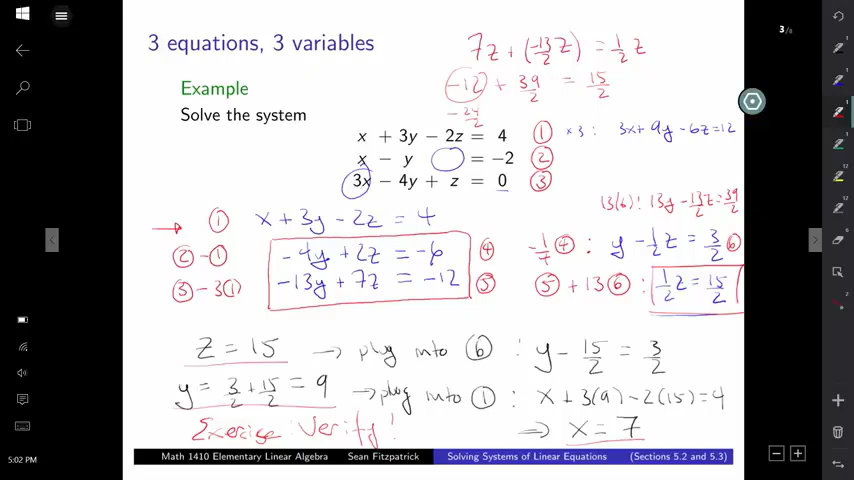 3/8
3 equations, 3 variables
7z + (-13/2 z) = 1/2 z
-12 + 39/2 = 15/2
-24/2
Example
Solve the system
x + 3y − 2z = 4 ① ×3 : 3x+9y−6z=12
x − y = −2 ②
3x − 4y + z = 0 ③
13(6): 13y − 13/2 z = 39/2
→ ① x+3y−2z = 4
②−① −4y+2z = −6 ④ −1/4 ④ : y − 1/2 z = 3/2 ⑥
③−3① −13y+7z = −12 ⑤ ⑤+13⑥ : 1/2 z = 15/2
z = 15 → plug into ⑥ : y − 15/2 = 3/2
y = 3/2 + 15/2 = 9 → plug into ① : x+3(9)−2(15)=4
Exercise: Verify! ⇒ x = 7
5:02 PM
Math 1410 Elementary Linear Algebra Sean Fitzpatrick Solving Systems of Linear Equations (Sections 5.2 and 5.3)